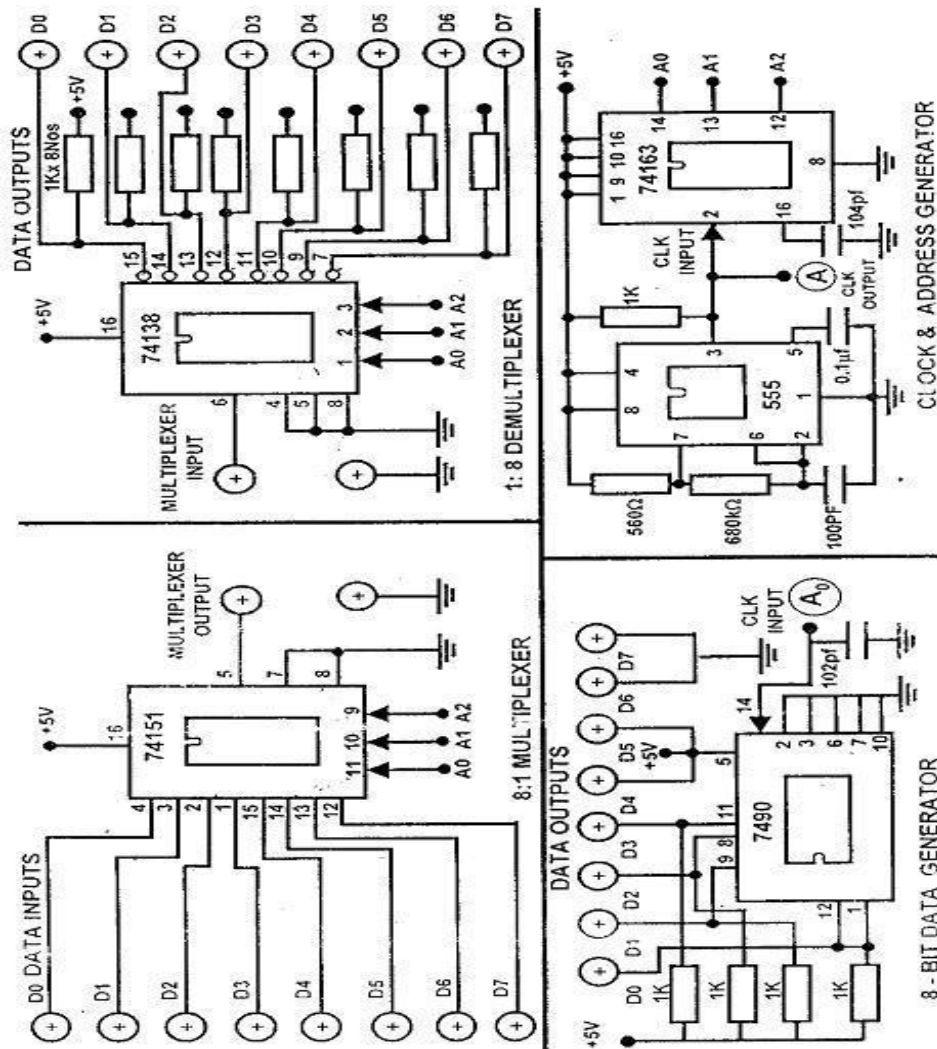 D0 DATA INPUTS
D1
D2
D3
D4
D5
D6
D7
4
3
2
1
15
14
13
12
+5V
16
74151
5
7
8
11
10
9
A0
A1
A2
MULTIPLEXER
OUTPUT
8:1 MULTIPLEXER
DATA OUTPUTS
+5V
16
74138
MULTIPLEXER
INPUT
6
4
5
8
1
2
3
A0
A1
A2
15
14
13
12
11
10
9
7
1Kx 8Nos
+5V
D0
D1
D2
D3
D4
D5
D6
D7
1: 8 DEMULTIPLEXER
DATA OUTPUTS
D0
D1
D2
D3
D4
D5
D6
D7
+5V
+5V
1K
1K
1K
1K
12
1
9
8
11
5
7490
14
2
3
6
7
10
CLK
INPUT
A0
102pf
8 - BIT DATA GENERATOR
+5V
560Ω
680kΩ
100PF
7
6
2
8
4
555
1
3
5
1K
0.1µf
CLK
INPUT
A
CLK
OUTPUT
2
16
104pf
1
9
10
16
74163
8
14
13
12
A0
A1
A2
CLOCK & ADDRESS GENERATOR